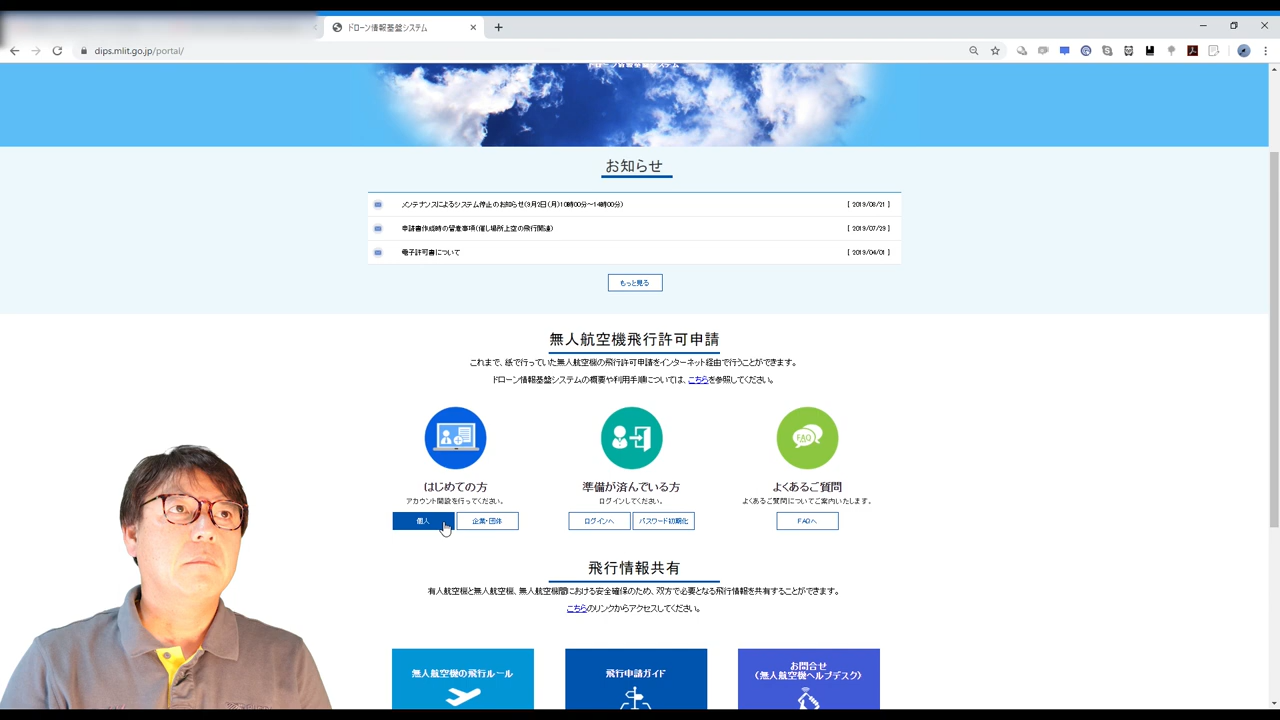 ドローン情報基盤システム
dips.mlit.go.jp/portal/
ドローン情報基盤システム
お知らせ
メンテナンスによるシステム停止のお知らせ(9月2日(月)10時00分～14時00分)
[ 2019/08/21 ]
申請書作成時の留意事項(催し場所上空の飛行関連)
[ 2019/07/29 ]
電子許可書について
[ 2019/04/01 ]
もっと見る
無人航空機飛行許可申請
これまで、紙で行っていた無人航空機の飛行許可申請をインターネット経由で行うことができます。
ドローン情報基盤システムの概要や利用手順については、こちらを参照してください。
FAQ
はじめての方
準備が済んでいる方
よくあるご質問
アカウント開設を行ってください。
ログインしてください。
よくあるご質問についてご案内いたします。
個人
企業・団体
ログインへ
パスワード初期化
FAQへ
飛行情報共有
有人航空機と無人航空機、無人航空機間における安全確保のため、双方で必要となる飛行情報を共有することができます。
こちらのリンクからアクセスしてください。
無人航空機の飛行ルール
飛行申請ガイド
お問合せ
(無人航空機ヘルプデスク)